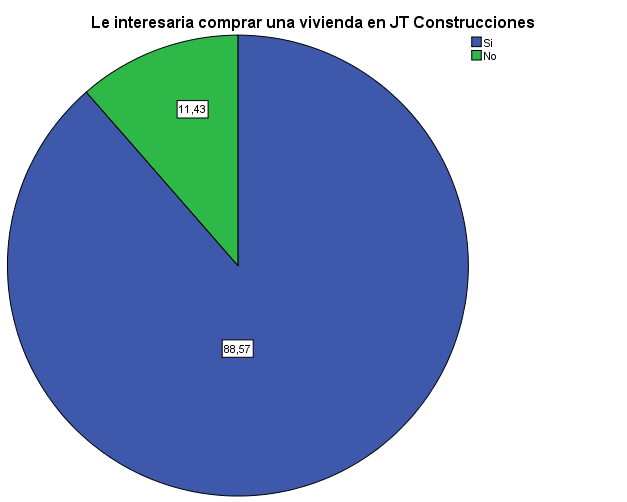 Le interesaria comprar una vivienda en JT Construcciones
Si
No
11,43
88,57